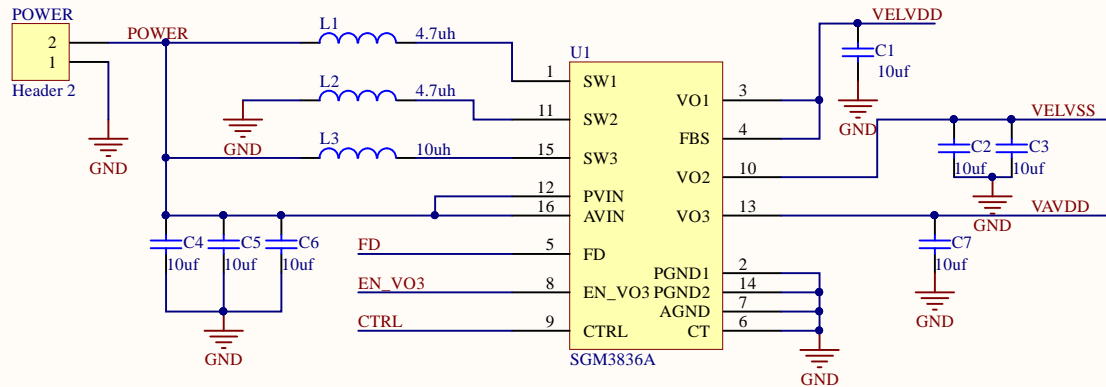 POWER
2
1
Header 2
POWER
GND
L1
4.7uh
L2
4.7uh
GND
L3
10uh
C4
10uf
C5
10uf
C6
10uf
GND
FD
EN_VO3
CTRL
U1
1
SW1
11
SW2
15
SW3
12
PVIN
16
AVIN
5
FD
8
EN_VO3
9
CTRL
VO1
3
FBS
4
VO2
10
VO3
13
PGND1
2
PGND2
14
AGND
7
CT
6
SGM3836A
GND
VELVDD
C1
10uf
GND
VELVSS
C2
10uf
C3
10uf
GND
VAVDD
C7
10uf
GND